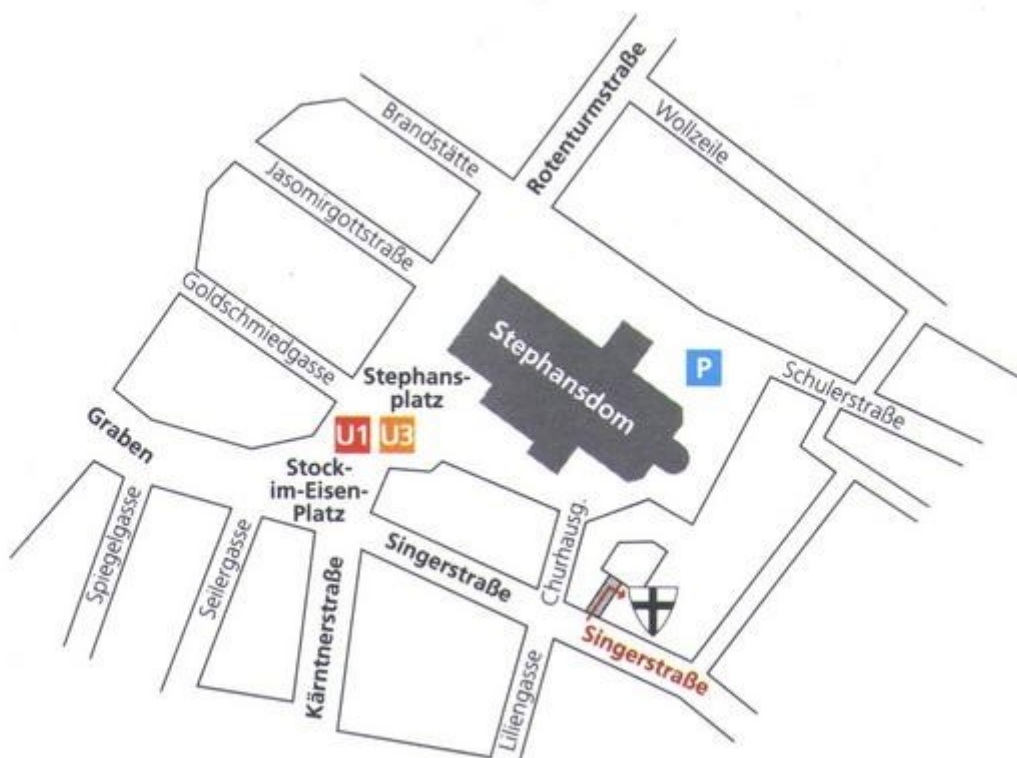 Brandstätte
Rotenturmstraße
Wollzeile
Jasomirgottstraße
Goldschmiedgasse
Stephansdom
P
Stephans-
platz
Schulerstraße
Graben
U1 U3
Stock-
im-Eisen-
Platz
Spiegelgasse
Seilergasse
Kärntnerstraße
Singerstraße
Churhausg.
Singerstraße
Liliengasse